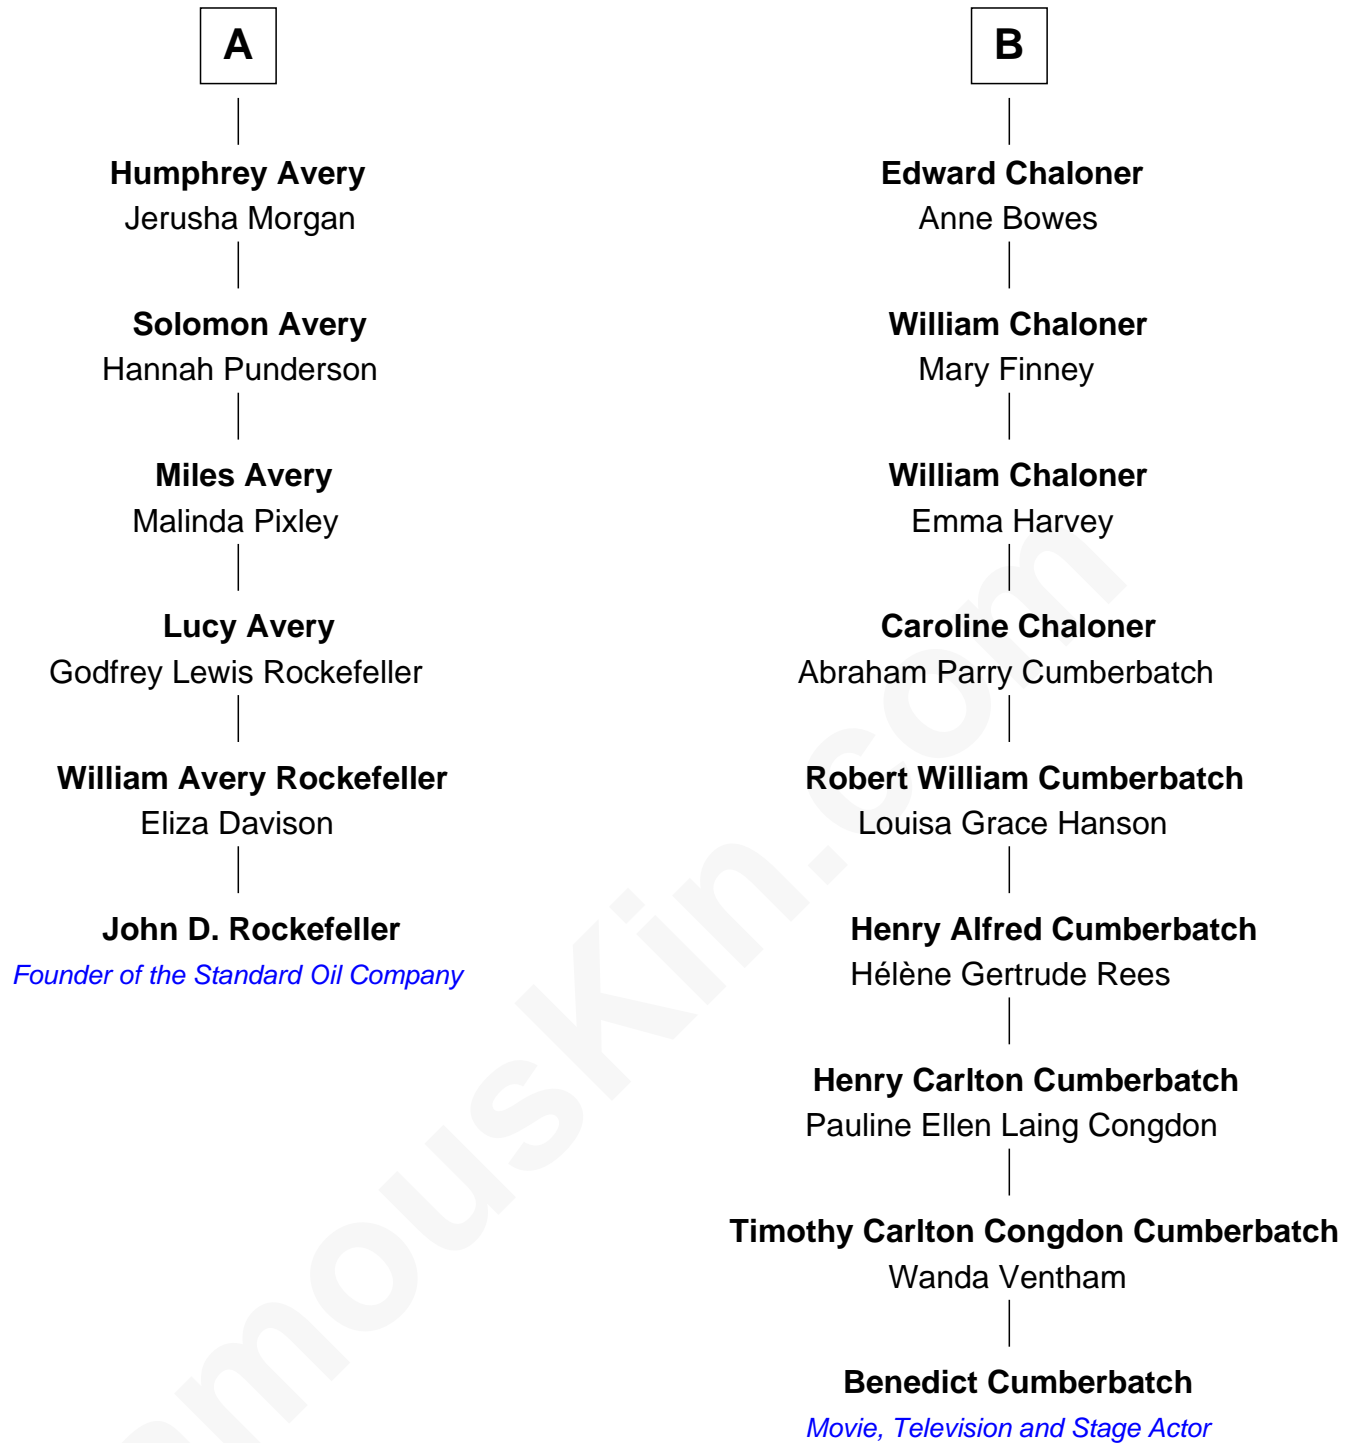 A
Humphrey Avery
Jerusha Morgan
Solomon Avery
Hannah Punderson
Miles Avery
Malinda Pixley
Lucy Avery
Godfrey Lewis Rockefeller
William Avery Rockefeller
Eliza Davison
John D. Rockefeller
Founder of the Standard Oil Company
B
Edward Chaloner
Anne Bowes
William Chaloner
Mary Finney
William Chaloner
Emma Harvey
Caroline Chaloner
Abraham Parry Cumberbatch
Robert William Cumberbatch
Louisa Grace Hanson
Henry Alfred Cumberbatch
Hélène Gertrude Rees
Henry Carlton Cumberbatch
Pauline Ellen Laing Congdon
Timothy Carlton Congdon Cumberbatch
Wanda Ventham
Benedict Cumberbatch
Movie, Television and Stage Actor
amouskin.com